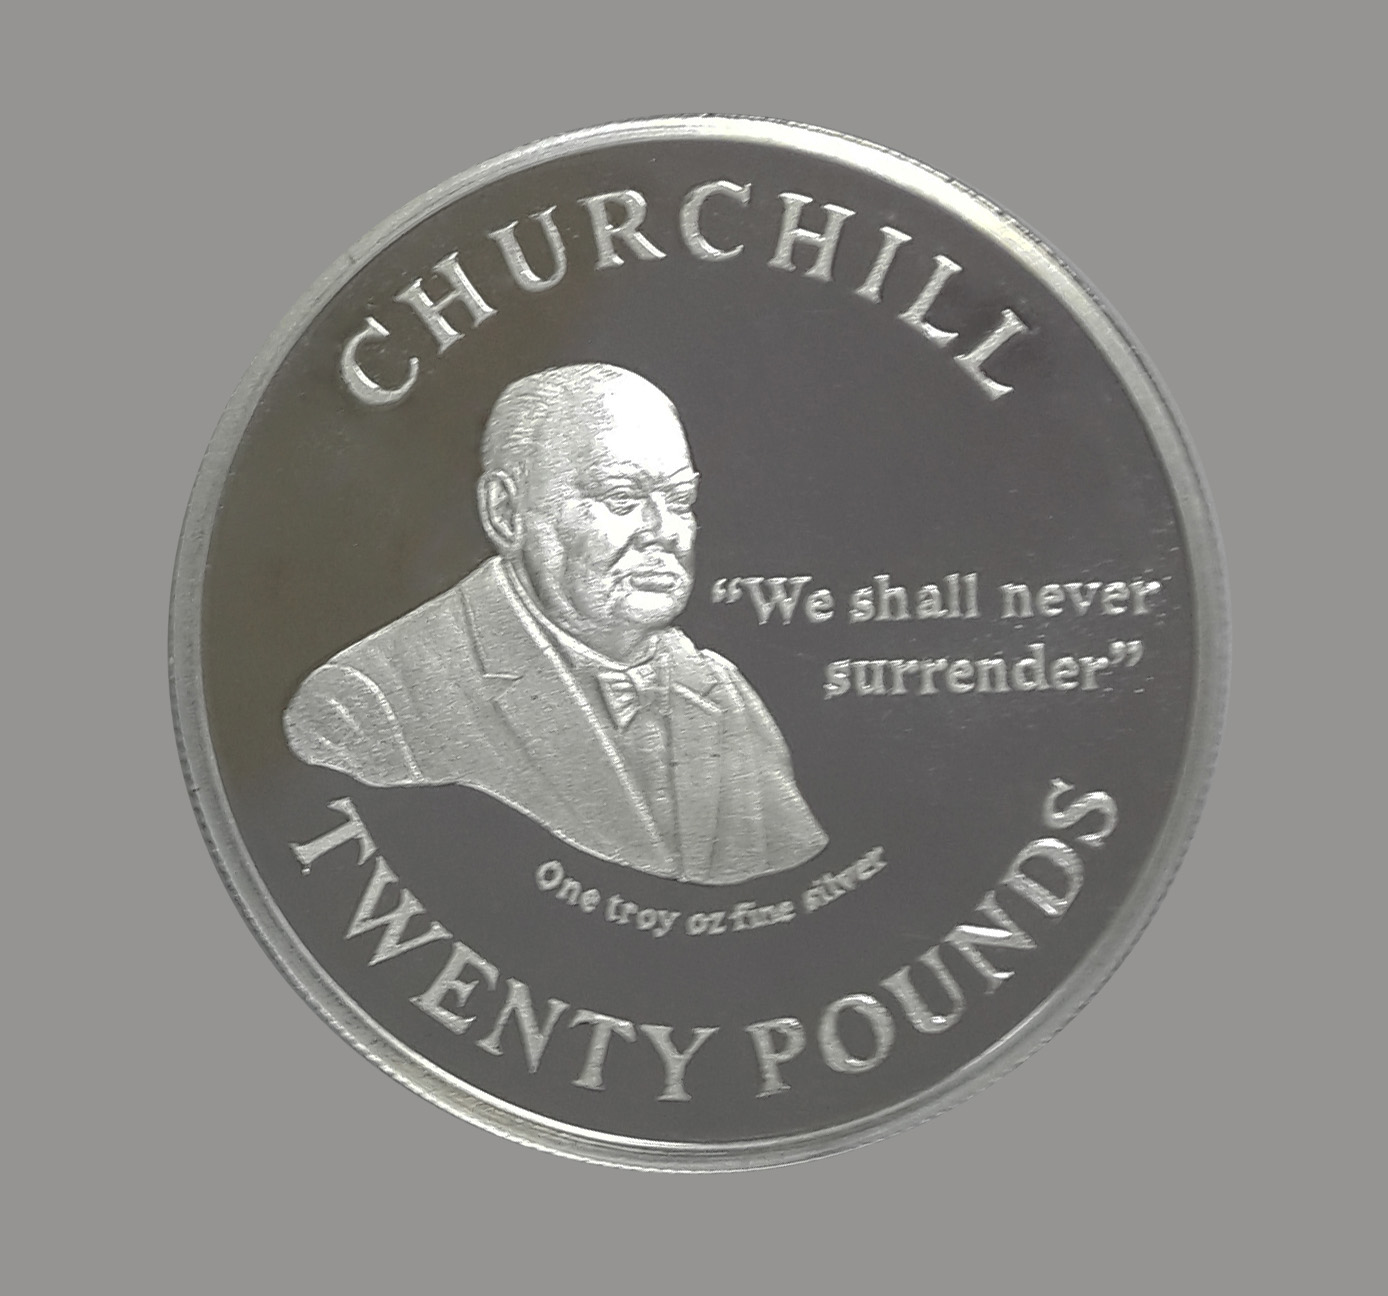 CHURCHILL
“We shall never
surrender”
One troy oz fine silver
TWENTY POUNDS